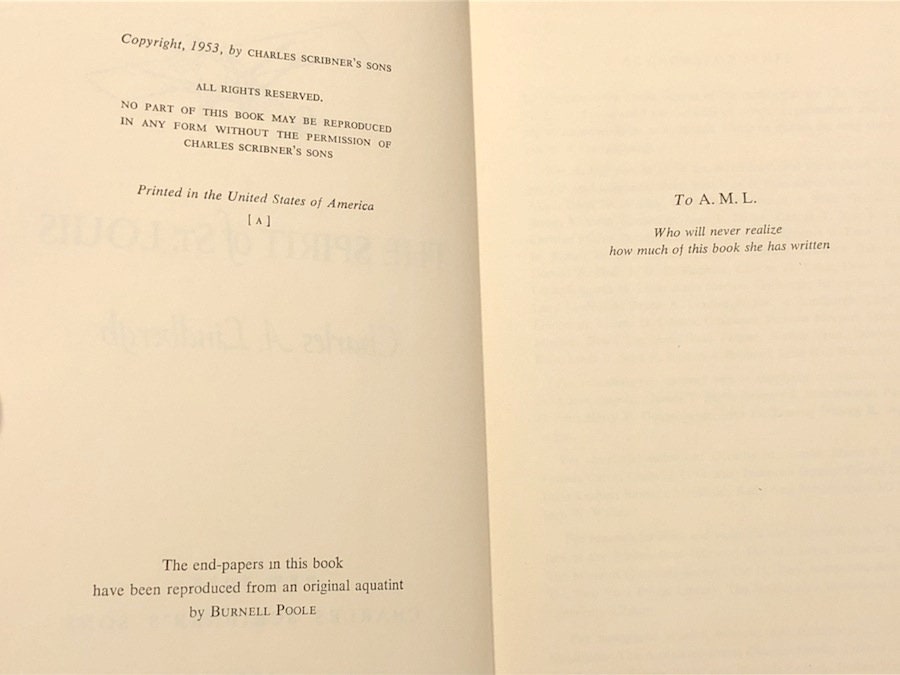 Copyright, 1953, by CHARLES SCRIBNER'S SONS
ALL RIGHTS RESERVED.
NO PART OF THIS BOOK MAY BE REPRODUCED
IN ANY FORM WITHOUT THE PERMISSION OF
CHARLES SCRIBNER'S SONS
Printed in the United States of America
[A]
The end-papers in this book
have been reproduced from an original aquatint
by BURNELL POOLE
To A. M. L.
Who will never realize
how much of this book she has written